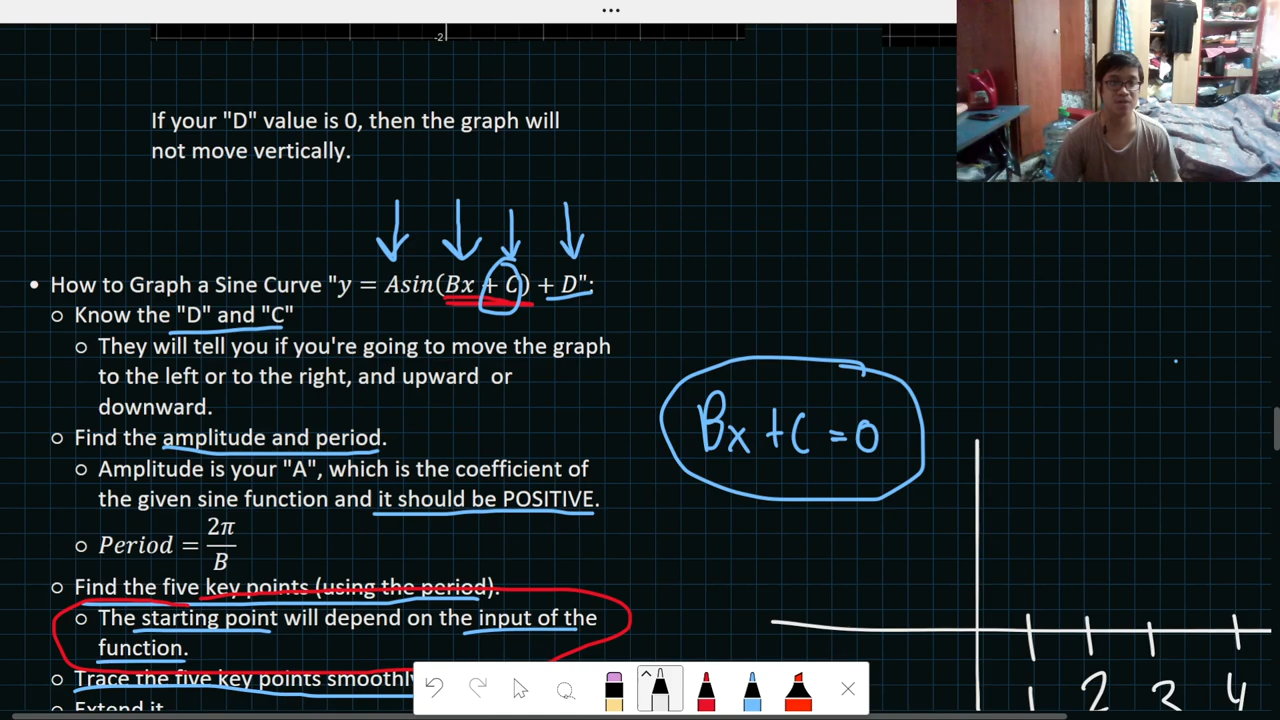 -2
If your "D" value is 0, then the graph will
not move vertically.
• How to Graph a Sine Curve "y = Asin(Bx + C) + D":
○ Know the "D" and "C"
○ They will tell you if you're going to move the graph
to the left or to the right, and upward or
downward.
○ Find the amplitude and period.
○ Amplitude is your "A", which is the coefficient of
the given sine function and it should be POSITIVE.
○ Period = 2π/B
○ Find the five key points (using the period).
○ The starting point will depend on the input of the
function.
○ Trace the five key points smoothly
○ Extend it
Bx + C = 0
1 2 3 4